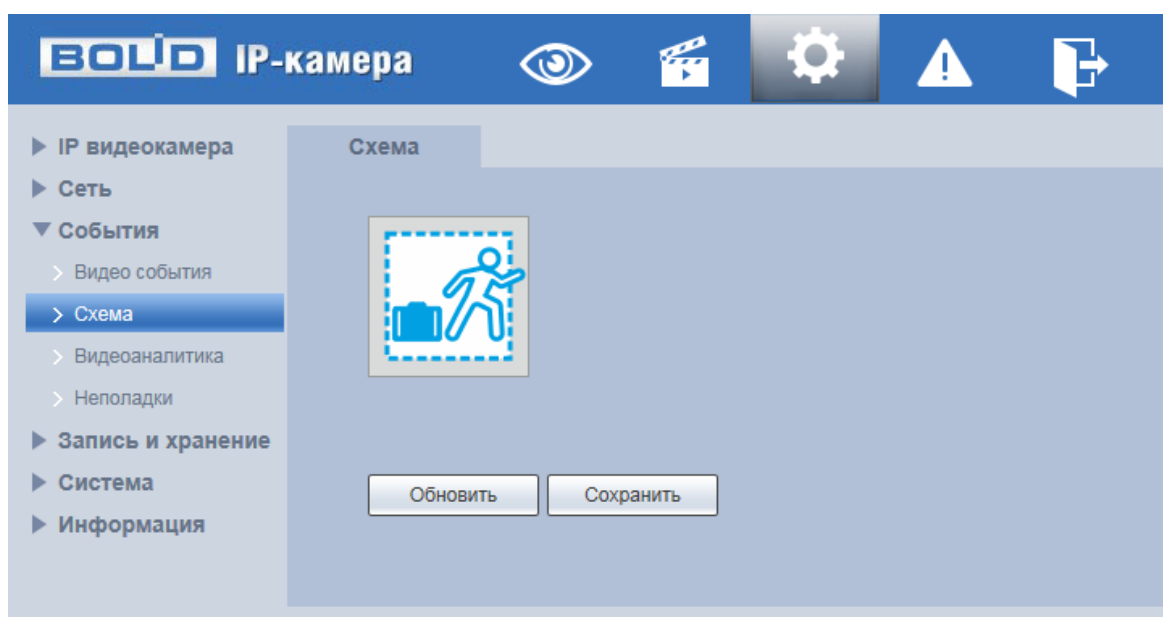 BOLID IP-камера
IP видеокамера
Сеть
События
Видео события
Схема
Видеоаналитика
Неполадки
Запись и хранение
Система
Информация
Схема
Обновить Сохранить